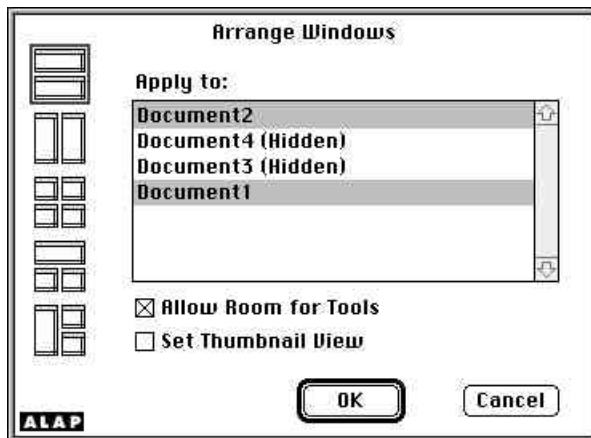 Arrange Windows
Apply to:
Document2
Document4 (Hidden)
Document3 (Hidden)
Document1
Allow Room for Tools
Set Thumbnail View
OK
Cancel
ALAP